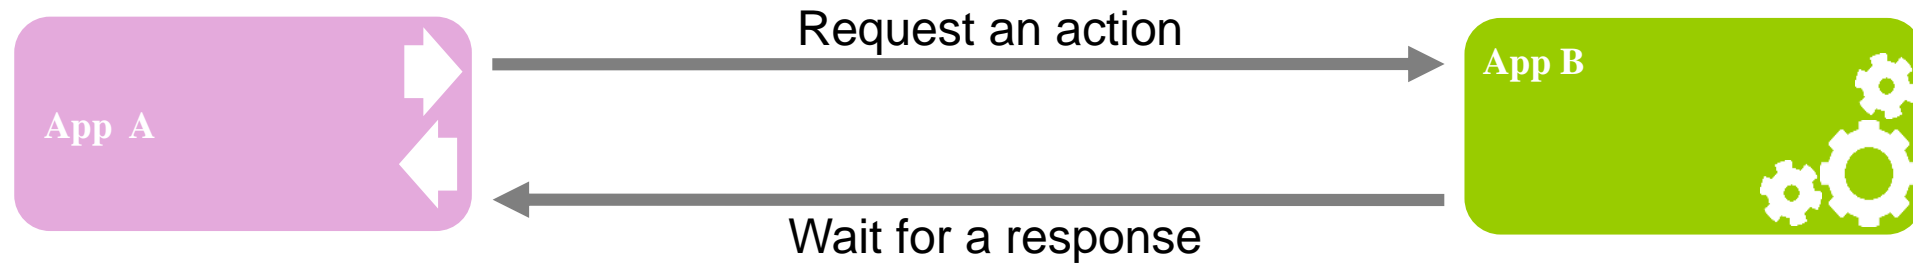 Request an action
App B
App A
Wait for a response